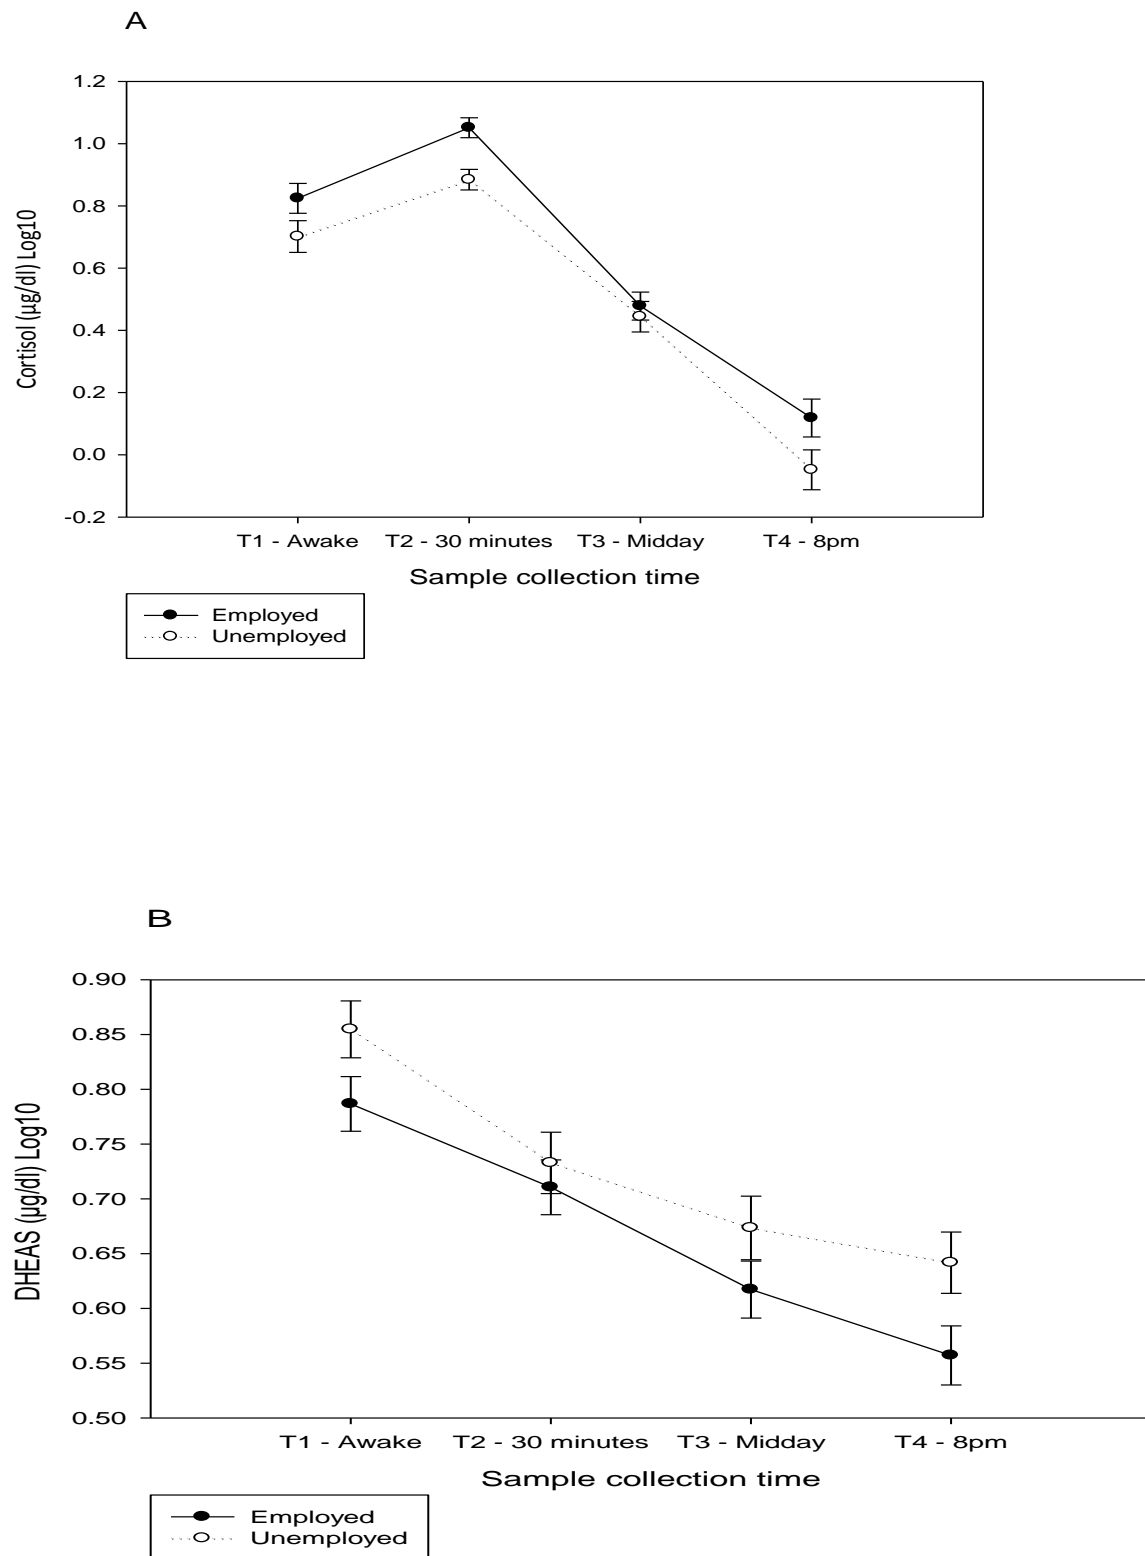 A
1.2
1.0
0.8
0.6
0.4
0.2
0.0
-0.2
Cortisol (µg/dl) Log10
T1 - Awake T2 - 30 minutes T3 - Midday T4 - 8pm
Sample collection time
Employed
Unemployed
B
0.90
0.85
0.80
0.75
0.70
0.65
0.60
0.55
0.50
DHEAS (µg/dl) Log10
T1 - Awake T2 - 30 minutes T3 - Midday T4 - 8pm
Sample collection time
Employed
Unemployed